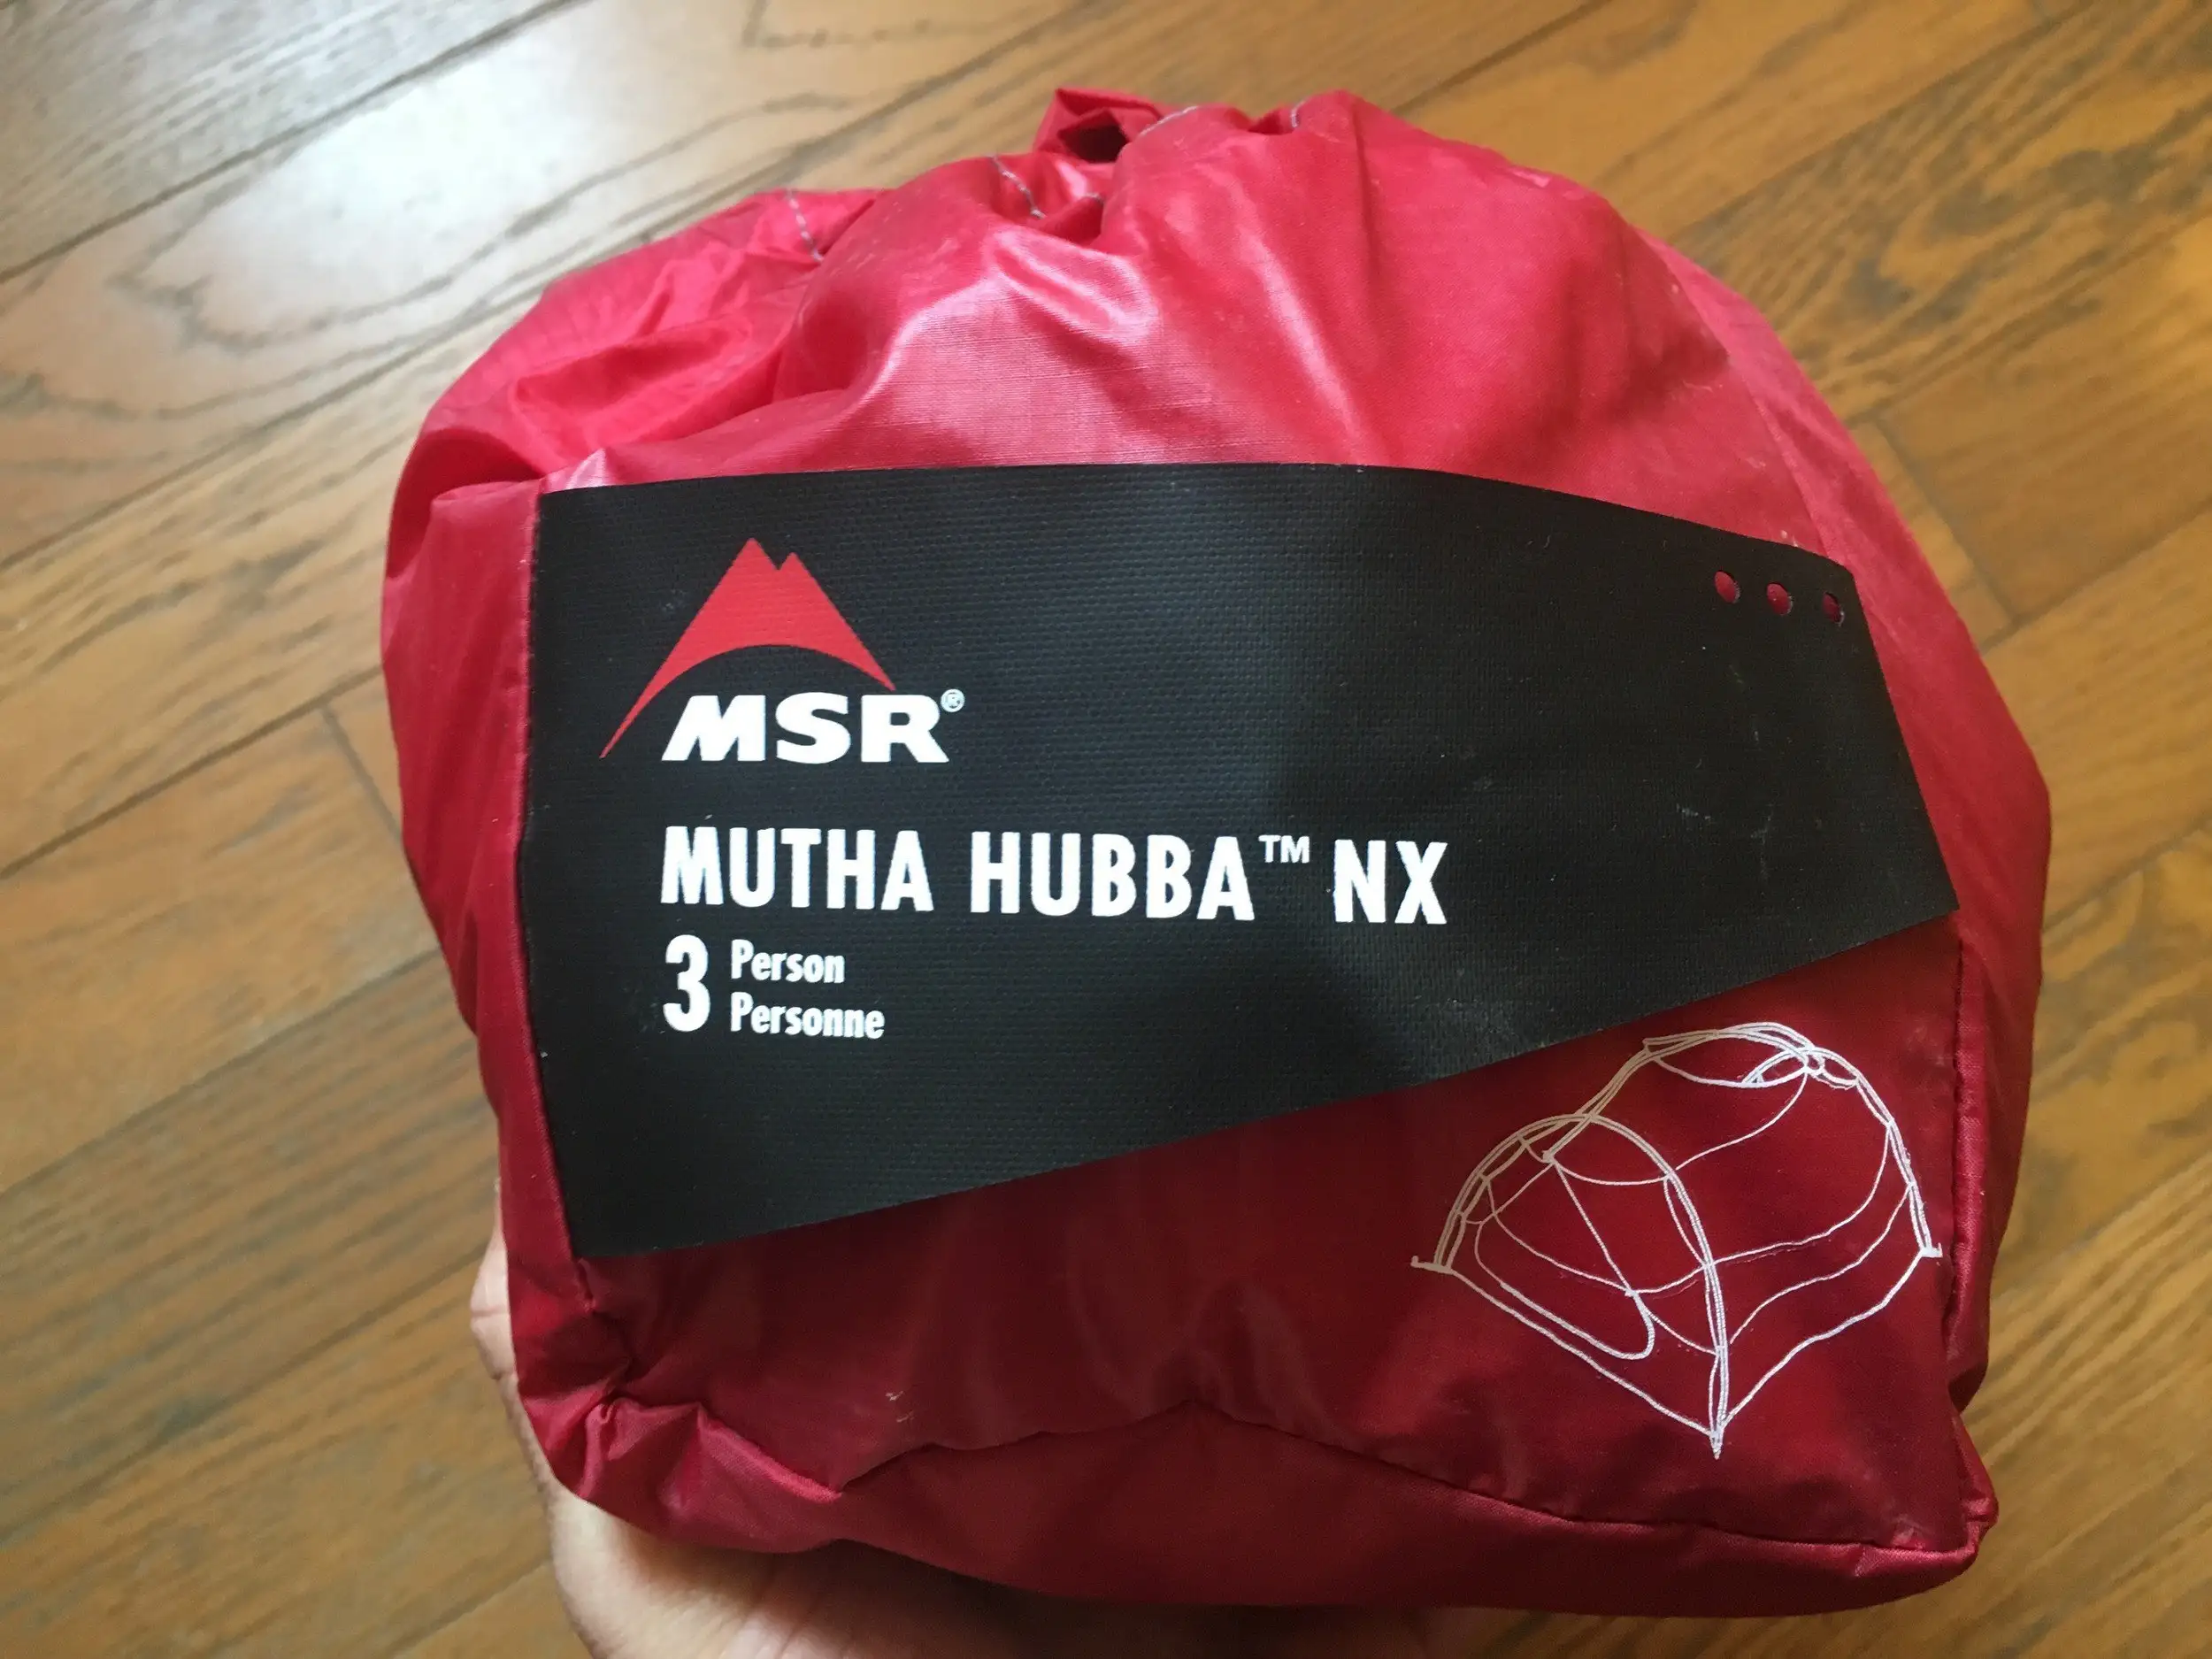 MSR®
MUTHA HUBBA™ NX
3 Person
Personne